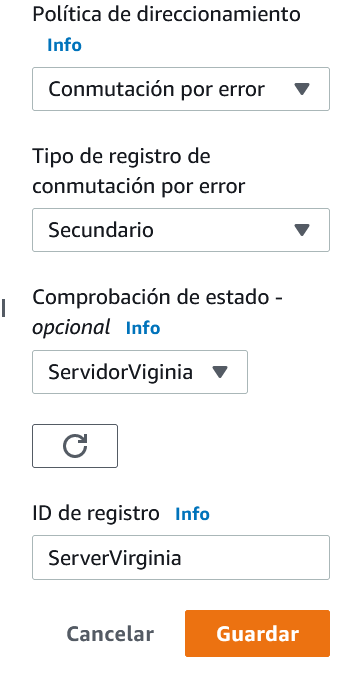 Política de direccionamiento
Info
Conmutación por error
Tipo de registro de
conmutación por error
Secundario
Comprobación de estado -
opcional Info
ServidorViginia
ID de registro Info
ServerVirginia
Cancelar Guardar